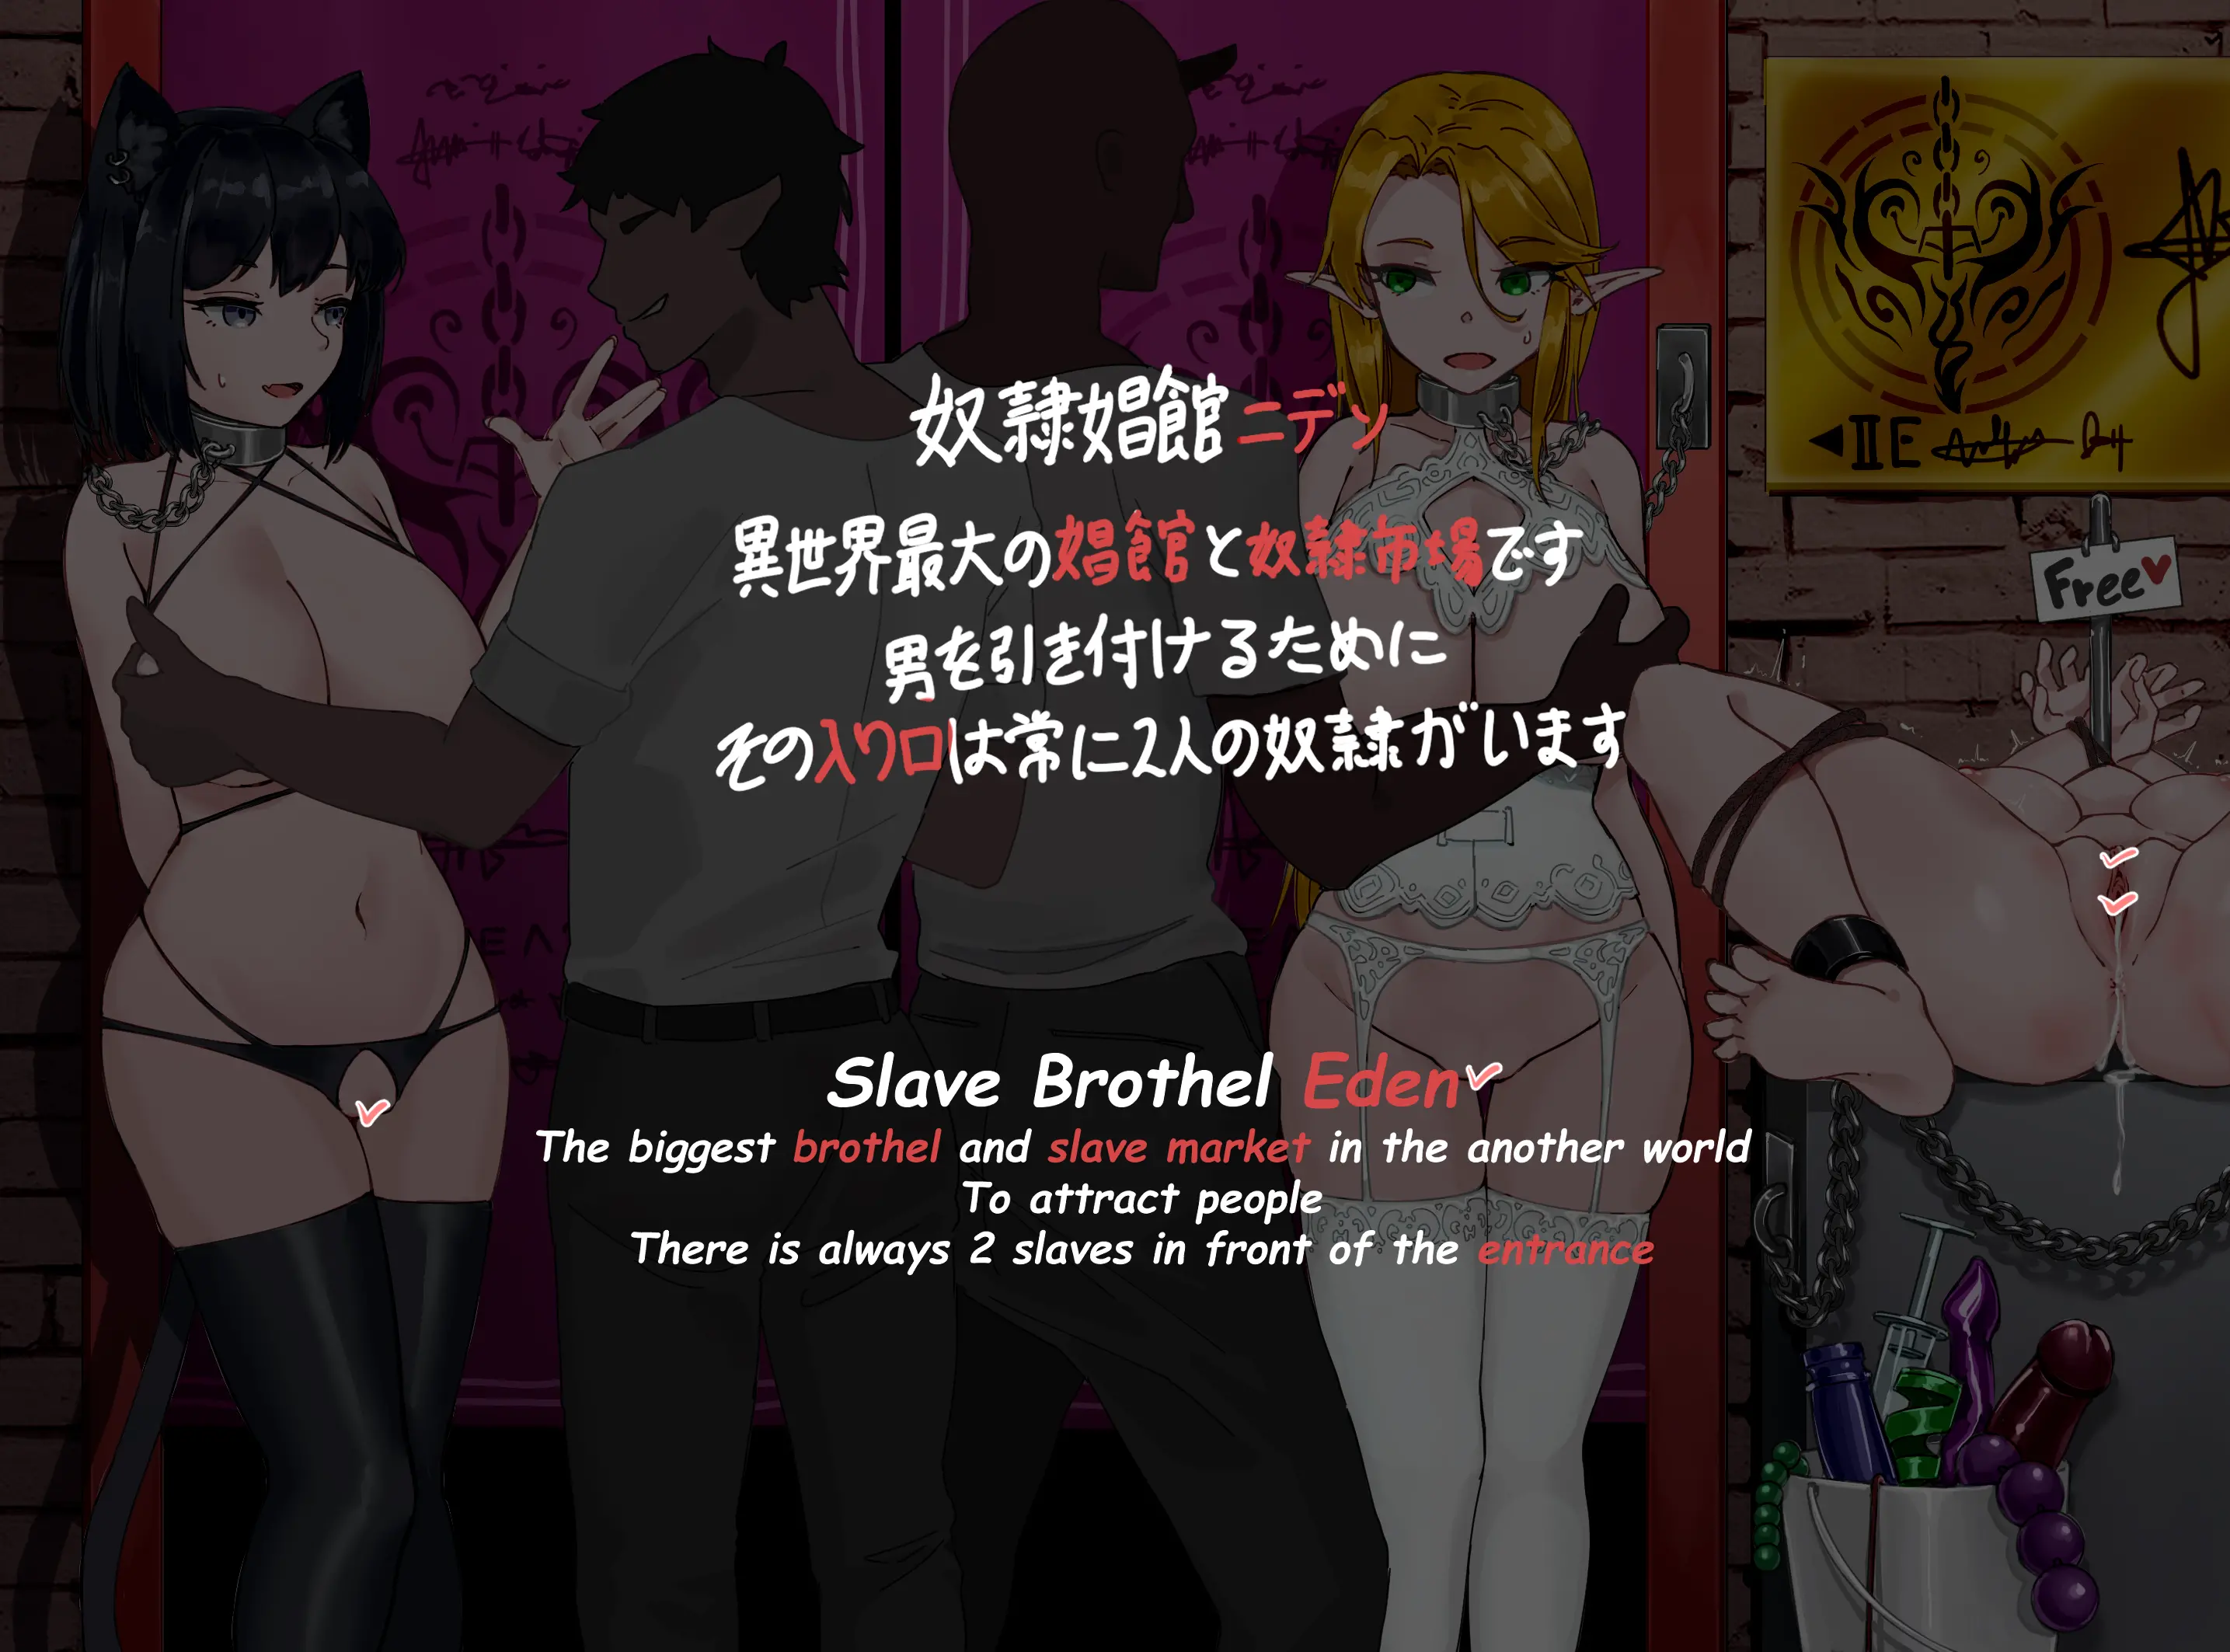 奴隷娼館ニデン
異世界最大の娼館と奴隷市場です
男を引き付けるために
その入り口は常に2人の奴隷がいます
Free
Slave Brothel Eden
The biggest brothel and slave market in the another world
To attract people
There is always 2 slaves in front of the entrance